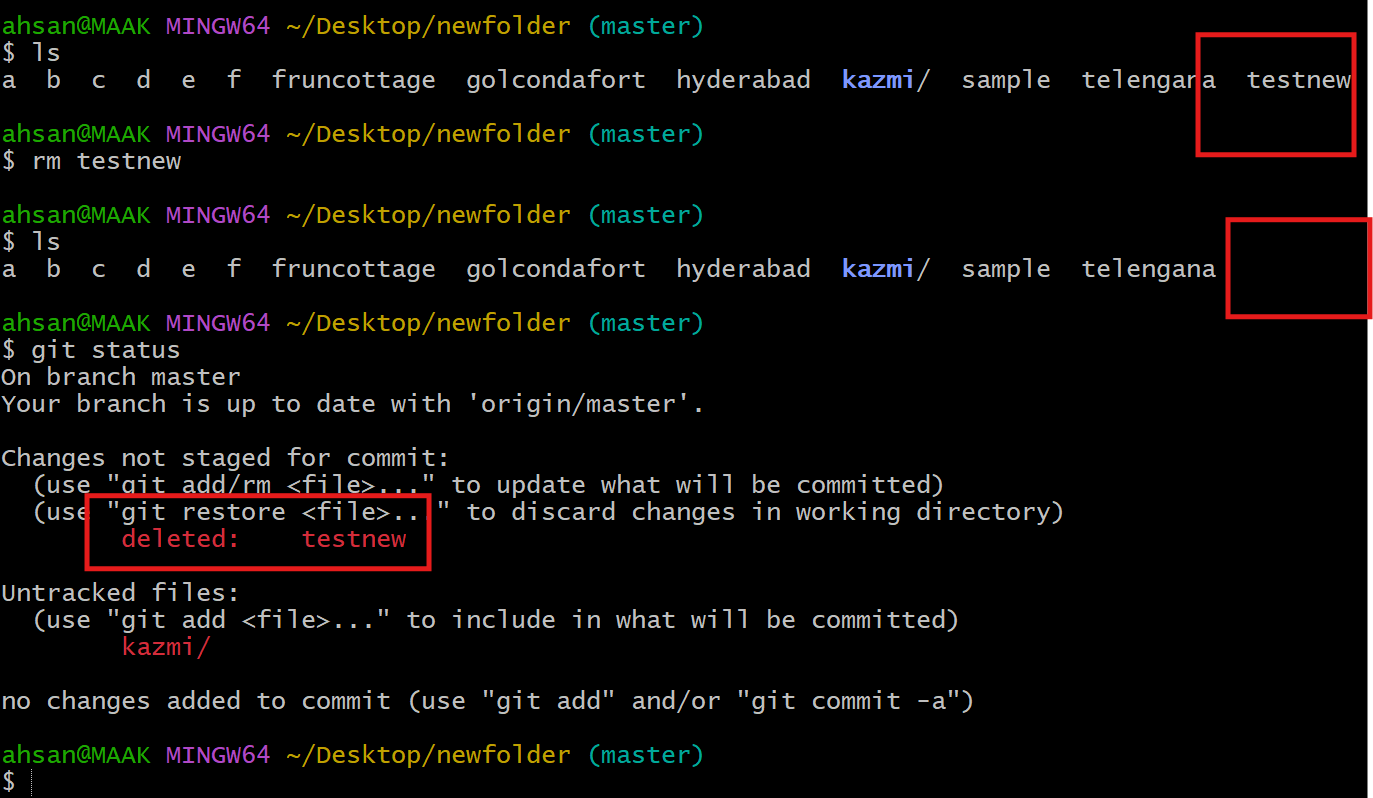 ahsan@MAAK MINGW64 ~/Desktop/newfolder (master)
$ ls
a  b  c  d  e  f  fruncottage  golcondafort  hyderabad  kazmi/  sample  telengana  testnew

ahsan@MAAK MINGW64 ~/Desktop/newfolder (master)
$ rm testnew

ahsan@MAAK MINGW64 ~/Desktop/newfolder (master)
$ ls
a  b  c  d  e  f  fruncottage  golcondafort  hyderabad  kazmi/  sample  telengana

ahsan@MAAK MINGW64 ~/Desktop/newfolder (master)
$ git status
On branch master
Your branch is up to date with 'origin/master'.

Changes not staged for commit:
  (use "git add/rm <file>..." to update what will be committed)
  (use "git restore <file>..." to discard changes in working directory)
        deleted:    testnew

Untracked files:
  (use "git add <file>..." to include in what will be committed)
        kazmi/

no changes added to commit (use "git add" and/or "git commit -a")

ahsan@MAAK MINGW64 ~/Desktop/newfolder (master)
$